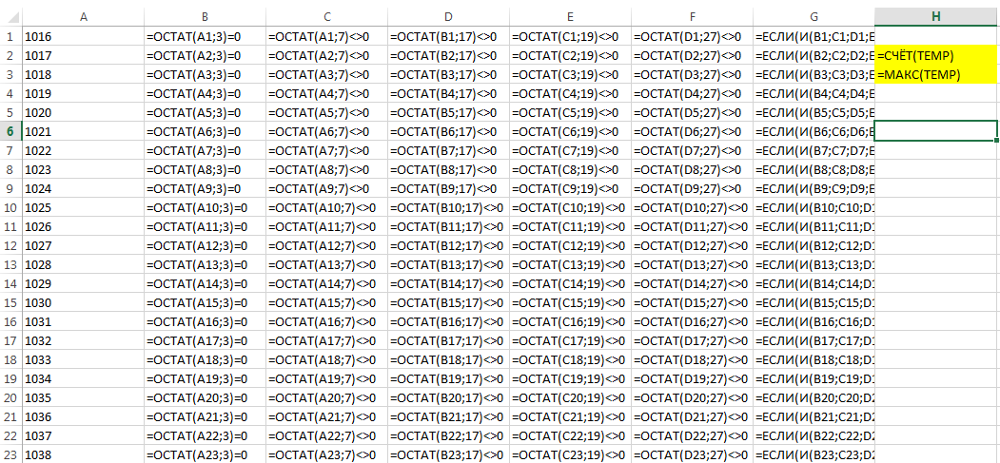 A B C D E F G H
1 1016 =ОСТАТ(A1;3)=0 =ОСТАТ(A1;7)<>0 =ОСТАТ(B1;17)<>0 =ОСТАТ(C1;19)<>0 =ОСТАТ(D1;27)<>0 =ЕСЛИ(И(B1;C1;D1;E
2 1017 =ОСТАТ(A2;3)=0 =ОСТАТ(A2;7)<>0 =ОСТАТ(B2;17)<>0 =ОСТАТ(C2;19)<>0 =ОСТАТ(D2;27)<>0 =ЕСЛИ(И(B2;C2;D2;E =СЧЁТ(TEMP)
3 1018 =ОСТАТ(A3;3)=0 =ОСТАТ(A3;7)<>0 =ОСТАТ(B3;17)<>0 =ОСТАТ(C3;19)<>0 =ОСТАТ(D3;27)<>0 =ЕСЛИ(И(B3;C3;D3;E =МАКС(TEMP)
4 1019 =ОСТАТ(A4;3)=0 =ОСТАТ(A4;7)<>0 =ОСТАТ(B4;17)<>0 =ОСТАТ(C4;19)<>0 =ОСТАТ(D4;27)<>0 =ЕСЛИ(И(B4;C4;D4;E
5 1020 =ОСТАТ(A5;3)=0 =ОСТАТ(A5;7)<>0 =ОСТАТ(B5;17)<>0 =ОСТАТ(C5;19)<>0 =ОСТАТ(D5;27)<>0 =ЕСЛИ(И(B5;C5;D5;E
6 1021 =ОСТАТ(A6;3)=0 =ОСТАТ(A6;7)<>0 =ОСТАТ(B6;17)<>0 =ОСТАТ(C6;19)<>0 =ОСТАТ(D6;27)<>0 =ЕСЛИ(И(B6;C6;D6;E
7 1022 =ОСТАТ(A7;3)=0 =ОСТАТ(A7;7)<>0 =ОСТАТ(B7;17)<>0 =ОСТАТ(C7;19)<>0 =ОСТАТ(D7;27)<>0 =ЕСЛИ(И(B7;C7;D7;E
8 1023 =ОСТАТ(A8;3)=0 =ОСТАТ(A8;7)<>0 =ОСТАТ(B8;17)<>0 =ОСТАТ(C8;19)<>0 =ОСТАТ(D8;27)<>0 =ЕСЛИ(И(B8;C8;D8;E
9 1024 =ОСТАТ(A9;3)=0 =ОСТАТ(A9;7)<>0 =ОСТАТ(B9;17)<>0 =ОСТАТ(C9;19)<>0 =ОСТАТ(D9;27)<>0 =ЕСЛИ(И(B9;C9;D9;E
10 1025 =ОСТАТ(A10;3)=0 =ОСТАТ(A10;7)<>0 =ОСТАТ(B10;17)<>0 =ОСТАТ(C10;19)<>0 =ОСТАТ(D10;27)<>0 =ЕСЛИ(И(B10;C10;D1
11 1026 =ОСТАТ(A11;3)=0 =ОСТАТ(A11;7)<>0 =ОСТАТ(B11;17)<>0 =ОСТАТ(C11;19)<>0 =ОСТАТ(D11;27)<>0 =ЕСЛИ(И(B11;C11;D1
12 1027 =ОСТАТ(A12;3)=0 =ОСТАТ(A12;7)<>0 =ОСТАТ(B12;17)<>0 =ОСТАТ(C12;19)<>0 =ОСТАТ(D12;27)<>0 =ЕСЛИ(И(B12;C12;D1
13 1028 =ОСТАТ(A13;3)=0 =ОСТАТ(A13;7)<>0 =ОСТАТ(B13;17)<>0 =ОСТАТ(C13;19)<>0 =ОСТАТ(D13;27)<>0 =ЕСЛИ(И(B13;C13;D1
14 1029 =ОСТАТ(A14;3)=0 =ОСТАТ(A14;7)<>0 =ОСТАТ(B14;17)<>0 =ОСТАТ(C14;19)<>0 =ОСТАТ(D14;27)<>0 =ЕСЛИ(И(B14;C14;D1
15 1030 =ОСТАТ(A15;3)=0 =ОСТАТ(A15;7)<>0 =ОСТАТ(B15;17)<>0 =ОСТАТ(C15;19)<>0 =ОСТАТ(D15;27)<>0 =ЕСЛИ(И(B15;C15;D1
16 1031 =ОСТАТ(A16;3)=0 =ОСТАТ(A16;7)<>0 =ОСТАТ(B16;17)<>0 =ОСТАТ(C16;19)<>0 =ОСТАТ(D16;27)<>0 =ЕСЛИ(И(B16;C16;D1
17 1032 =ОСТАТ(A17;3)=0 =ОСТАТ(A17;7)<>0 =ОСТАТ(B17;17)<>0 =ОСТАТ(C17;19)<>0 =ОСТАТ(D17;27)<>0 =ЕСЛИ(И(B17;C17;D1
18 1033 =ОСТАТ(A18;3)=0 =ОСТАТ(A18;7)<>0 =ОСТАТ(B18;17)<>0 =ОСТАТ(C18;19)<>0 =ОСТАТ(D18;27)<>0 =ЕСЛИ(И(B18;C18;D1
19 1034 =ОСТАТ(A19;3)=0 =ОСТАТ(A19;7)<>0 =ОСТАТ(B19;17)<>0 =ОСТАТ(C19;19)<>0 =ОСТАТ(D19;27)<>0 =ЕСЛИ(И(B19;C19;D1
20 1035 =ОСТАТ(A20;3)=0 =ОСТАТ(A20;7)<>0 =ОСТАТ(B20;17)<>0 =ОСТАТ(C20;19)<>0 =ОСТАТ(D20;27)<>0 =ЕСЛИ(И(B20;C20;D2
21 1036 =ОСТАТ(A21;3)=0 =ОСТАТ(A21;7)<>0 =ОСТАТ(B21;17)<>0 =ОСТАТ(C21;19)<>0 =ОСТАТ(D21;27)<>0 =ЕСЛИ(И(B21;C21;D2
22 1037 =ОСТАТ(A22;3)=0 =ОСТАТ(A22;7)<>0 =ОСТАТ(B22;17)<>0 =ОСТАТ(C22;19)<>0 =ОСТАТ(D22;27)<>0 =ЕСЛИ(И(B22;C22;D2
23 1038 =ОСТАТ(A23;3)=0 =ОСТАТ(A23;7)<>0 =ОСТАТ(B23;17)<>0 =ОСТАТ(C23;19)<>0 =ОСТАТ(D23;27)<>0 =ЕСЛИ(И(B23;C23;D2